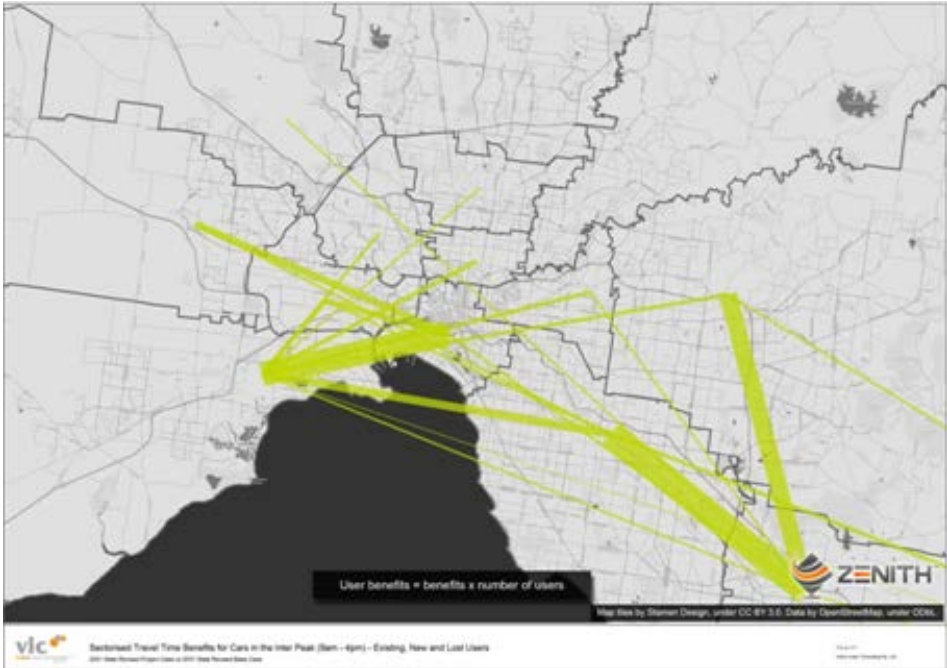 User benefits = benefits x number of users
ZENITH
Map tiles by Stamen Design, under CC BY 3.0. Data by OpenStreetMap, under ODbL.
vlc
Sectorised Travel Time Benefits for Cars in the Inter Peak (9am - 4pm) - Existing, New and Lost Users